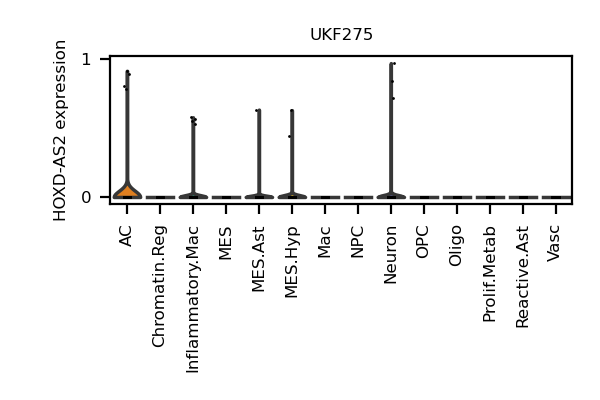 UKF275
HOXD-AS2 expression
1
0
AC
Chromatin.Reg
Inflammatory.Mac
MES
MES.Ast
MES.Hyp
Mac
NPC
Neuron
OPC
Oligo
Prolif.Metab
Reactive.Ast
Vasc